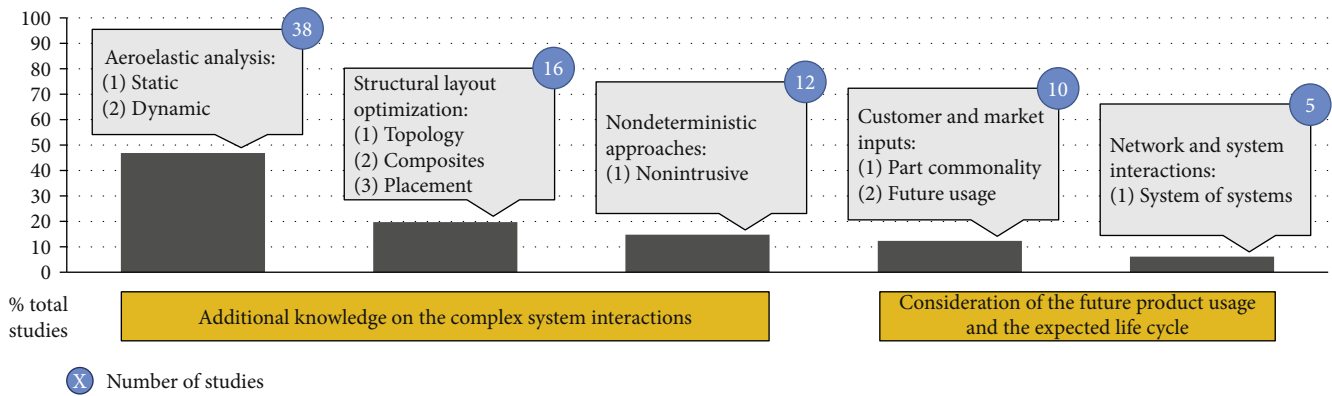 100
90
80
70
60
50
40
30
20
10
0
% total
studies
38
Aeroelastic analysis:
(1) Static
(2) Dynamic
16
Structural layout
optimization:
(1) Topology
(2) Composites
(3) Placement
12
Nondeterministic
approaches:
(1) Nonintrusive
10
Customer and market
inputs:
(1) Part commonality
(2) Future usage
5
Network and system
interactions:
(1) System of systems
Additional knowledge on the complex system interactions
Consideration of the future product usage
and the expected life cycle
X Number of studies